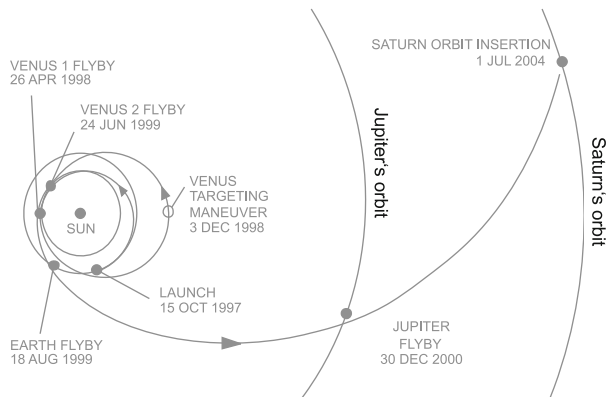 SATURN ORBIT INSERTION
1 JUL 2004
VENUS 1 FLYBY
26 APR 1998
VENUS 2 FLYBY
24 JUN 1999
Jupiter's orbit
Saturn's orbit
VENUS
TARGETING
MANEUVER
3 DEC 1998
SUN
LAUNCH
15 OCT 1997
EARTH FLYBY
18 AUG 1999
JUPITER
FLYBY
30 DEC 2000